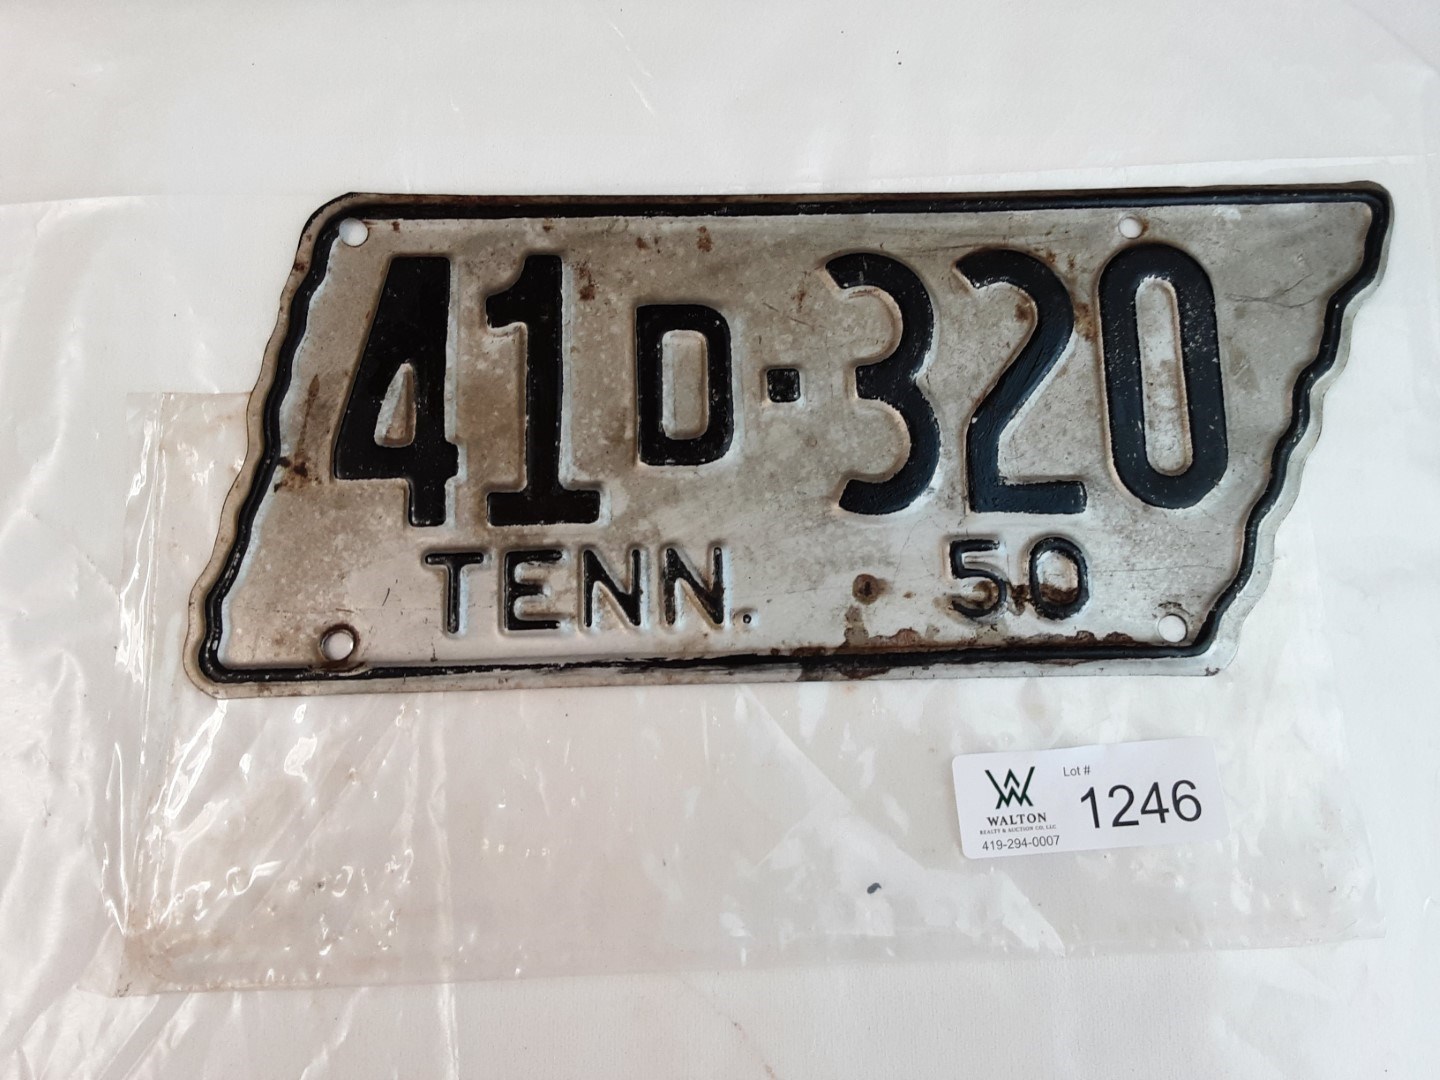 41D·320
TENN. 50
Lot #
1246
WALTON
REALTY & AUCTION CO. LLC
419-294-0007